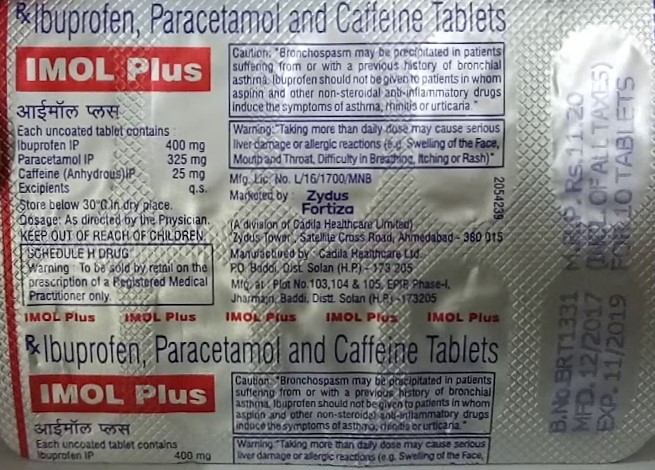 Rx Ibuprofen, Paracetamol and Caffeine Tablets
IMOL Plus
आईमॉल प्लस
Each uncoated tablet contains :
Ibuprofen IP 400 mg
Paracetamol IP 325 mg
Caffeine (Anhydrous) IP 25 mg
Excipients q.s.
Store below 30°C in dry place.
Dosage: As directed by the Physician.
KEEP OUT OF REACH OF CHILDREN.
SCHEDULE H DRUG
Warning : To be sold by retail on the
prescription of a Registered Medical
Practitioner only.
Caution: "Bronchospasm may be precipitated in patients
suffering from or with a previous history of bronchial
asthma. Ibuprofen should not be given to patients in whom
aspirin and other non-steroidal anti-inflammatory drugs
induce the symptoms of asthma, rhinitis or urticaria."
Warning: "Taking more than daily dose may cause serious
liver damage or allergic reactions (e.g. Swelling of the Face,
Mouth and Throat, Difficulty in Breathing, Itching or Rash)"
Mfg. Lic. No. L/16/1700/MNB
Marketed by : Zydus
Fortiza
(A division of Cadila Healthcare Limited)
Zydus Tower, Satellite Cross Road, Ahmedabad - 380 015
Manufactured by : Cadila Healthcare Ltd.
P.O. Baddi, Dist. Solan (H.P.) - 173 205
Mfg. at : Plot No. 103,104 & 105, EPIP, Phase-I,
Jharmajri, Baddi, Distt. Solan (H.P.) -173205
2054239
IMOL Plus IMOL Plus IMOL Plus IMOL Plus IMOL Plus
Rx Ibuprofen, Paracetamol and Caffeine Tablets
IMOL Plus
आईमॉल प्लस
Each uncoated tablet contains
Ibuprofen IP 400 mg
Caution: "Bronchospasm may be precipitated in patients
suffering from or with a previous history of bronchial
asthma. Ibuprofen should not be given to patients in whom
aspirin and other non-steroidal anti-inflammatory drugs
induce the symptoms of asthma, rhinitis or urticaria."
Warning: "Taking more than daily dose may cause serious
liver damage or allergic reactions (e.g. Swelling of the Face,
B.No.BRT1331 M.R.P. Rs.11.20
MFD. 12/2017 (INCL OF ALL TAXES)
EXP. 11/2019 FOR 10 TABLETS